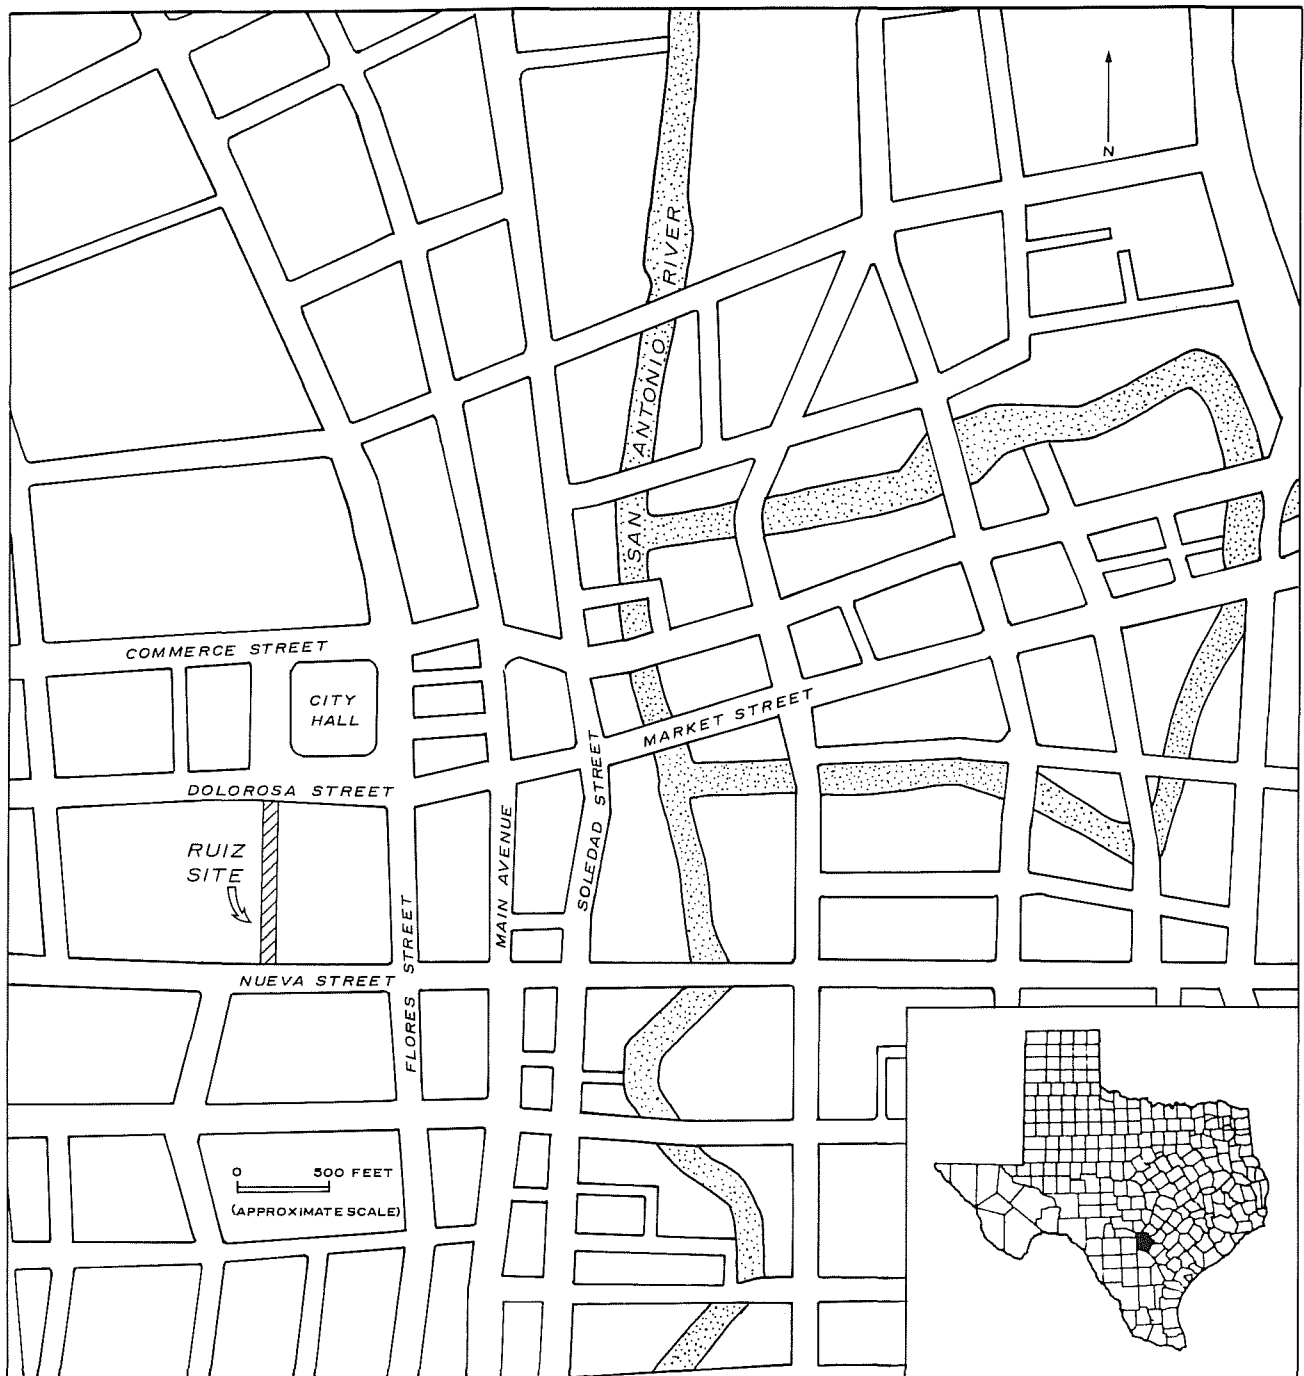 N
SAN ANTONIO RIVER
COMMERCE STREET
CITY
HALL
MARKET STREET
DOLOROSA STREET
SOLEDAD STREET
MAIN AVENUE
RUIZ
SITE
FLORES STREET
NUEVA STREET
0 500 FEET
(APPROXIMATE SCALE)